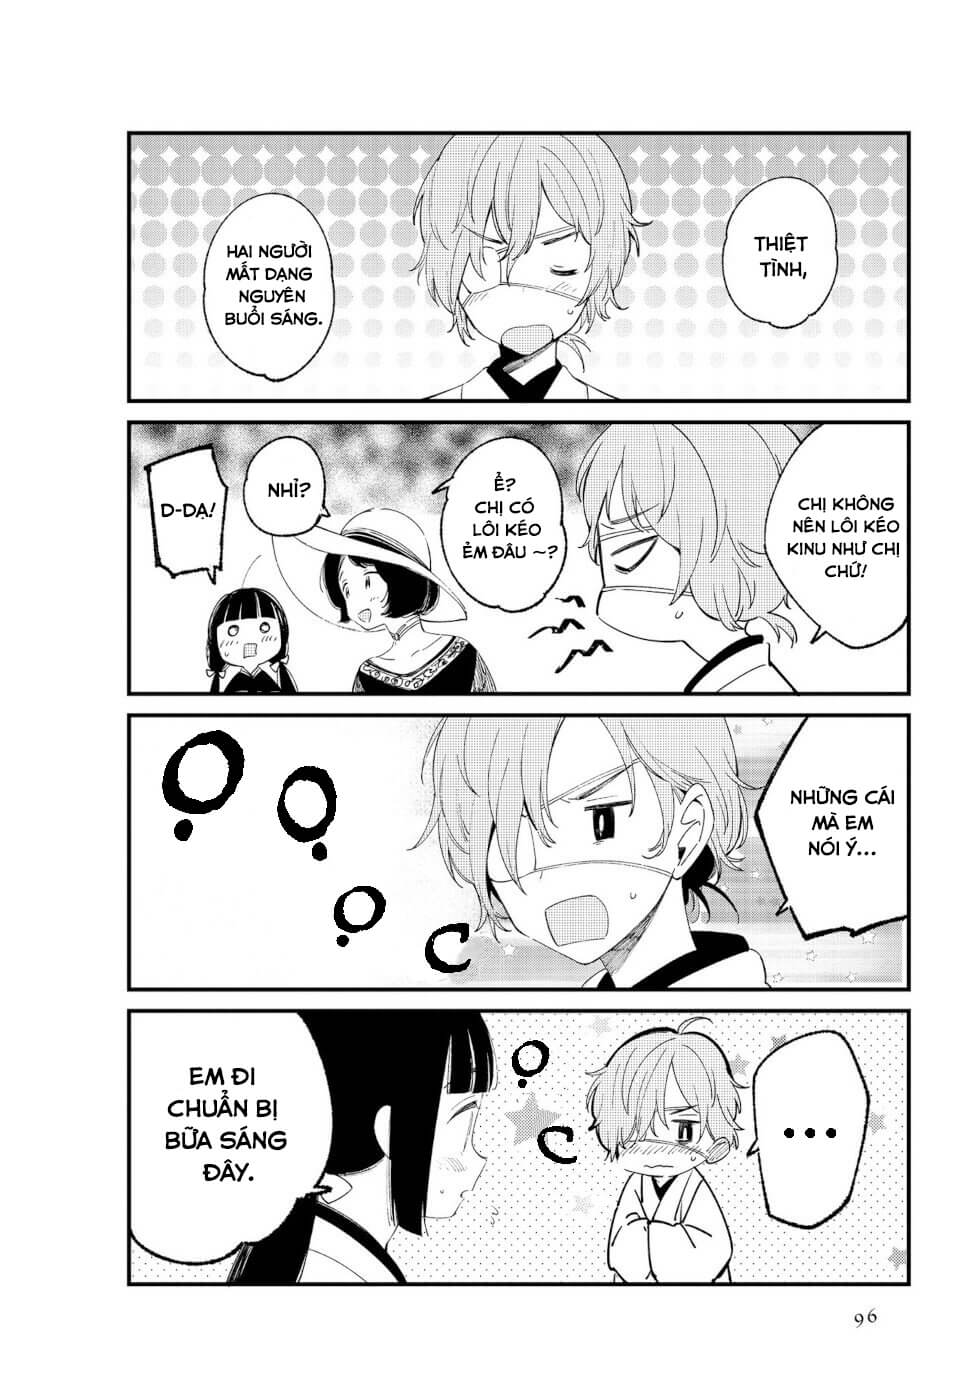 THIỆT
TÌNH,
HAI NGƯỜI
MẤT DẠNG
NGUYÊN
BUỔI SÁNG.
CHỊ KHÔNG
NÊN LÔI KÉO
KINU NHƯ CHỊ
CHỨ!
Ể?
CHỊ CÓ
LÔI KÉO
ẺM ĐÂU ~?
NHỈ?
D-DẠ!
NHỮNG CÁI
MÀ EM
NÓI Ý...
Ọ
Ọ
Ọ
C
...
Ọ
C
EM ĐI
CHUẨN BỊ
BỮA SÁNG
ĐÂY.
96